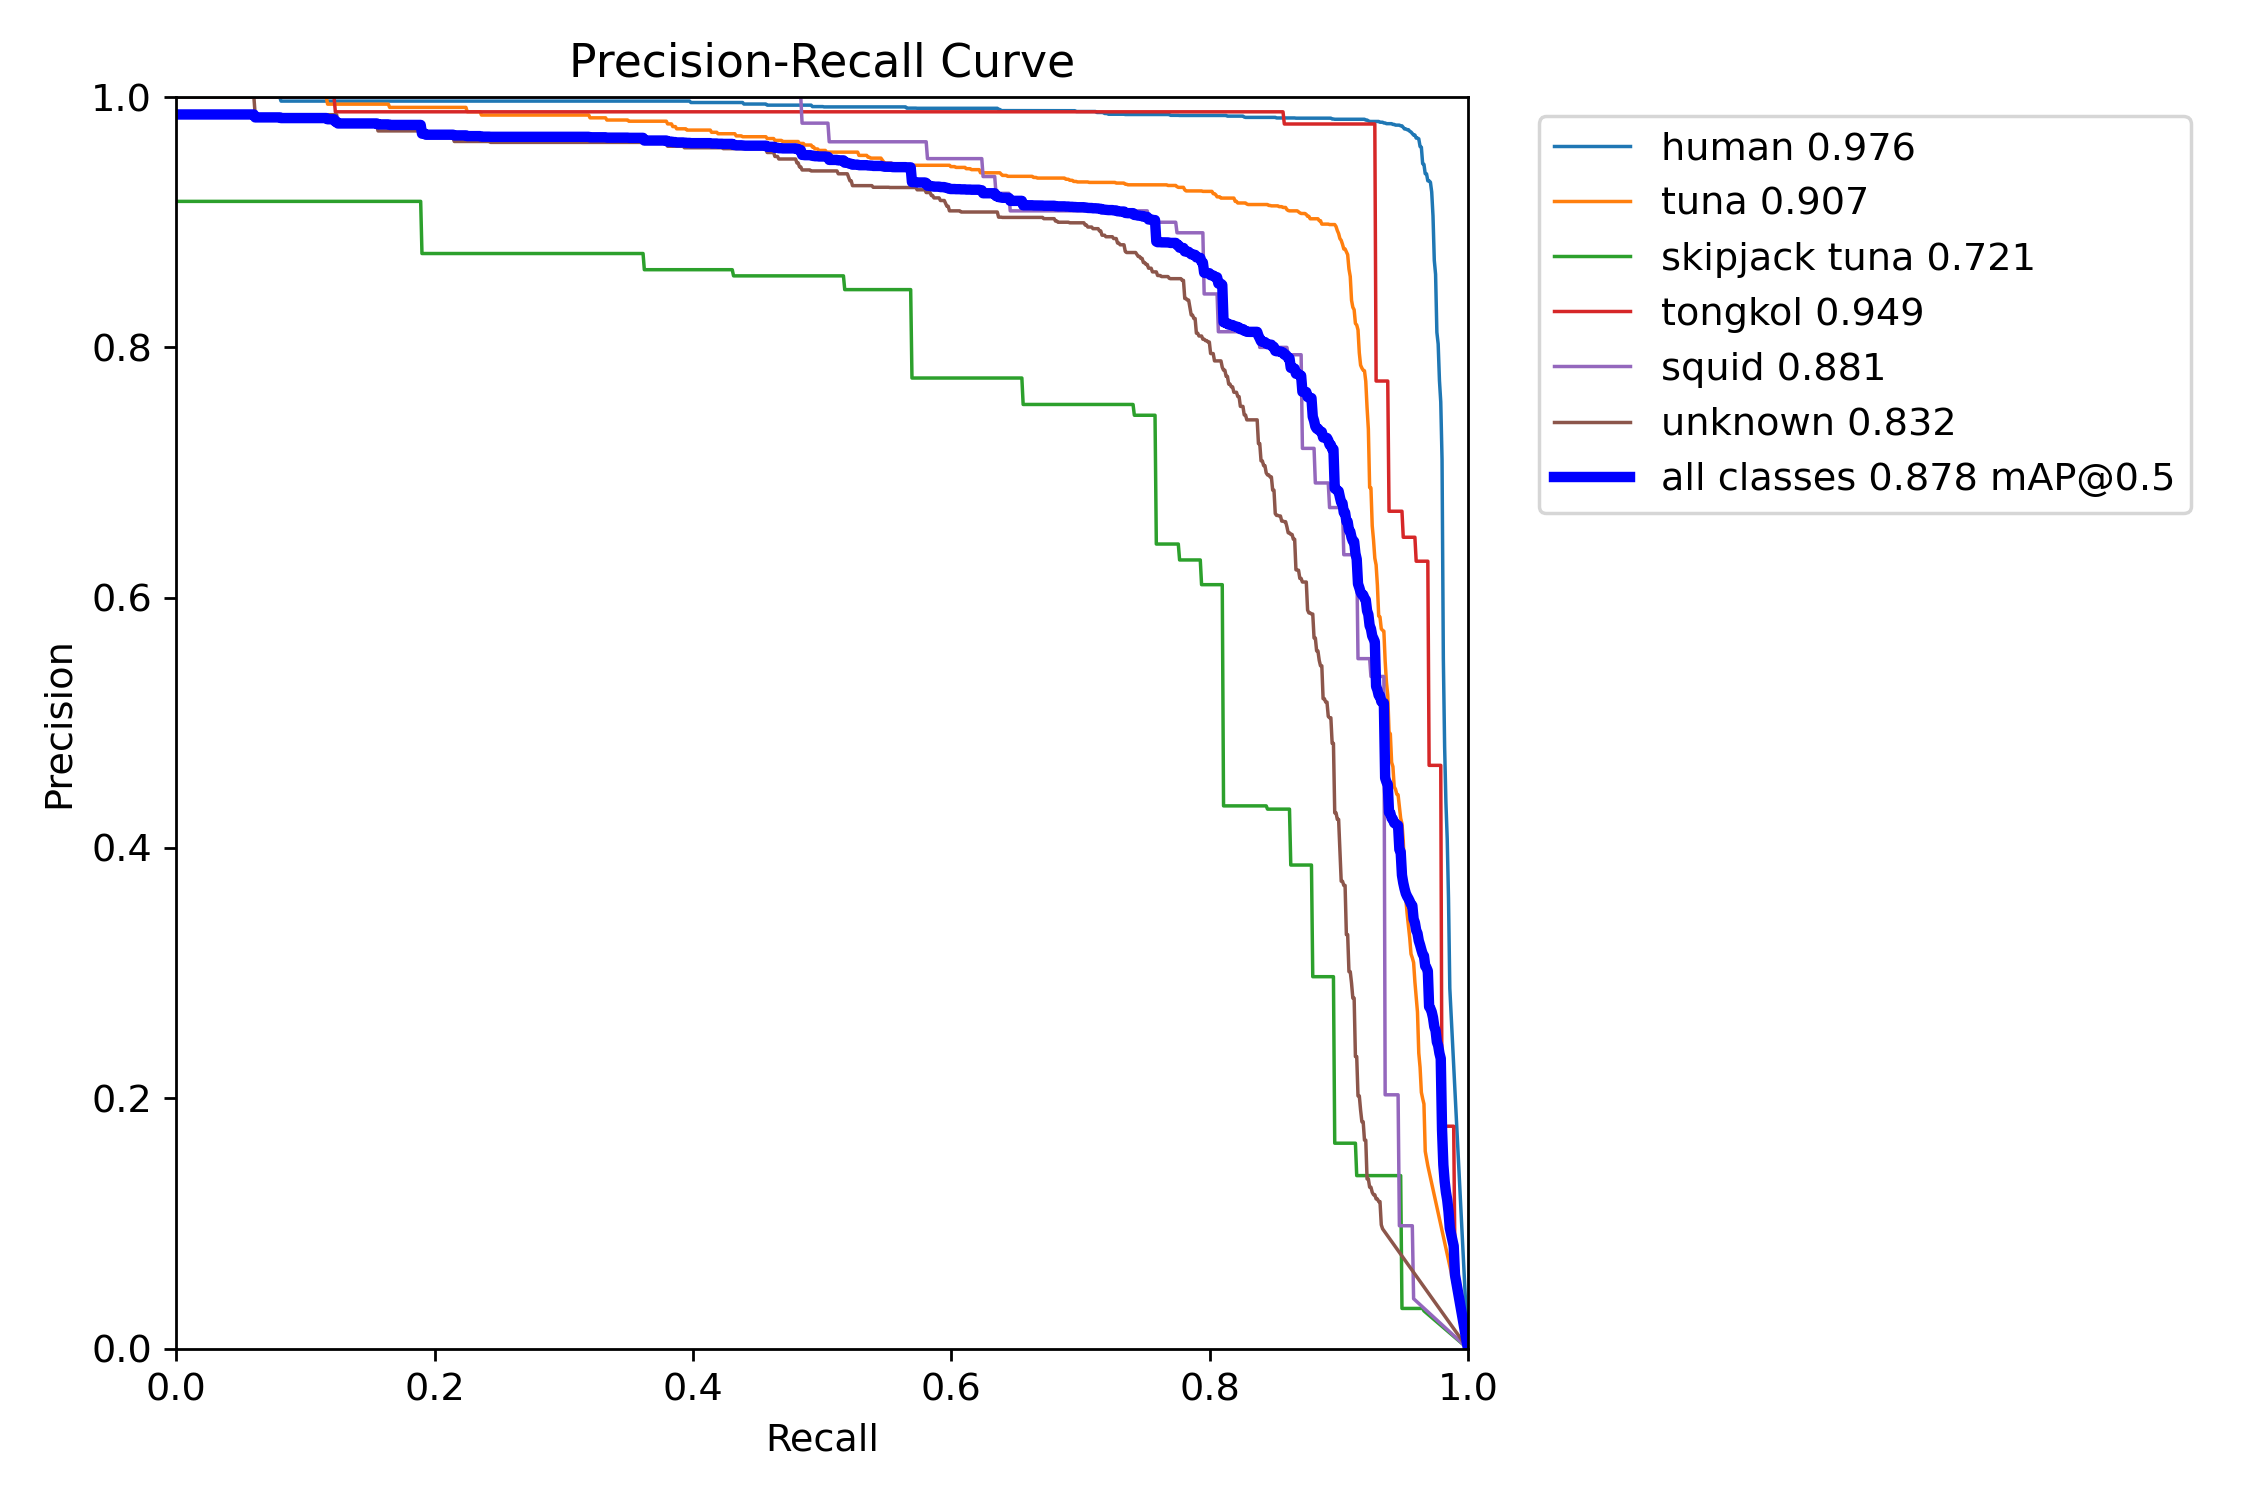 Precision-Recall Curve
1.0
0.8
0.6
0.4
0.2
0.0
Precision
0.0 0.2 0.4 0.6 0.8 1.0
Recall
human 0.976
tuna 0.907
skipjack tuna 0.721
tongkol 0.949
squid 0.881
unknown 0.832
all classes 0.878 mAP@0.5